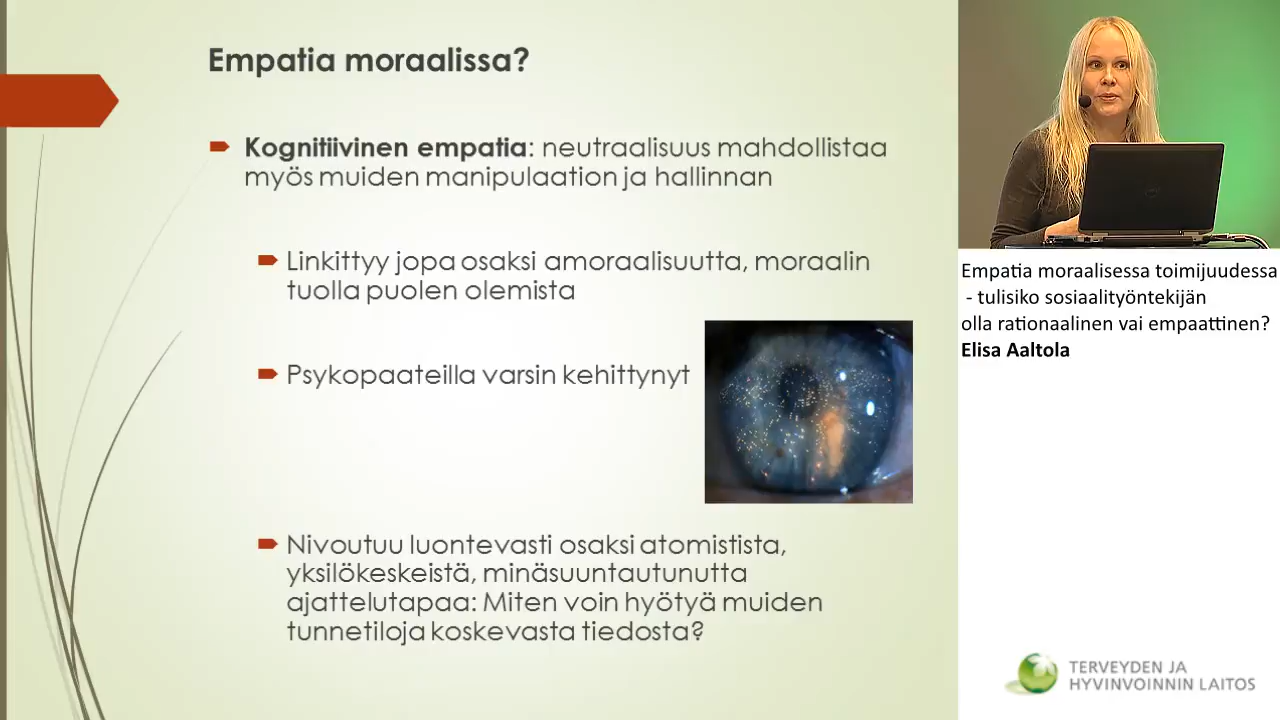 Empatia moraalissa?
Kognitiivinen empatia: neutraalisuus mahdollistaa
myös muiden manipulaation ja hallinnan
Linkittyy jopa osaksi amoraalisuutta, moraalin
tuolla puolen olemista
Psykopaateilla varsin kehittynyt
Nivoutuu luontevasti osaksi atomistista,
yksilökeskeistä, minäsuuntautunutta
ajattelutapaa: Miten voin hyötyä muiden
tunnetiloja koskevasta tiedosta?
Empatia moraalisessa toimijuudessa
- tulisiko sosiaalityöntekijän
olla rationaalinen vai empaattinen?
Elisa Aaltola
TERVEYDEN JA
HYVINVOINNIN LAITOS